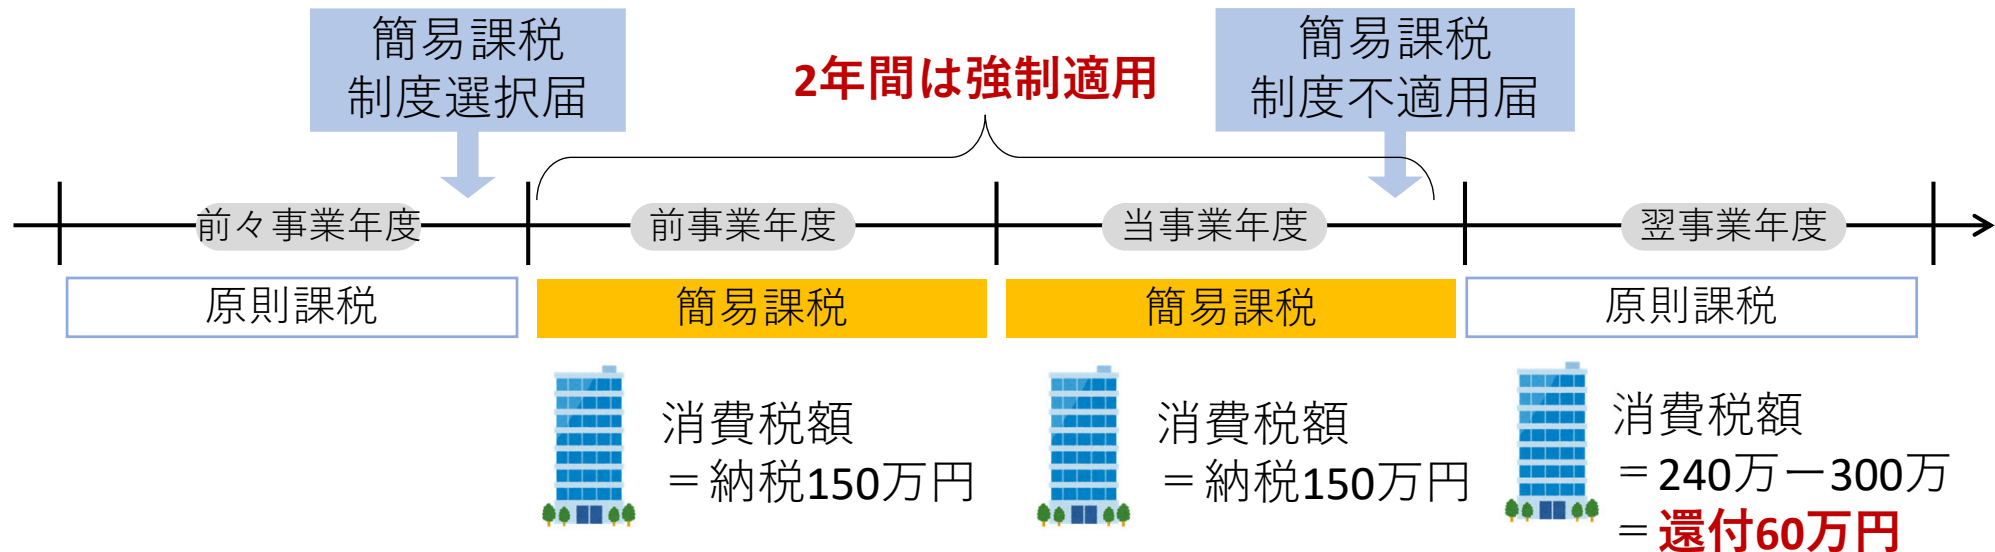 簡易課税
制度選択届
2年間は強制適用
簡易課税
制度不適用届
前々事業年度
前事業年度
当事業年度
翌事業年度
原則課税
簡易課税
簡易課税
原則課税
消費税額
＝納税150万円
消費税額
＝納税150万円
消費税額
＝240万ー300万
＝還付60万円